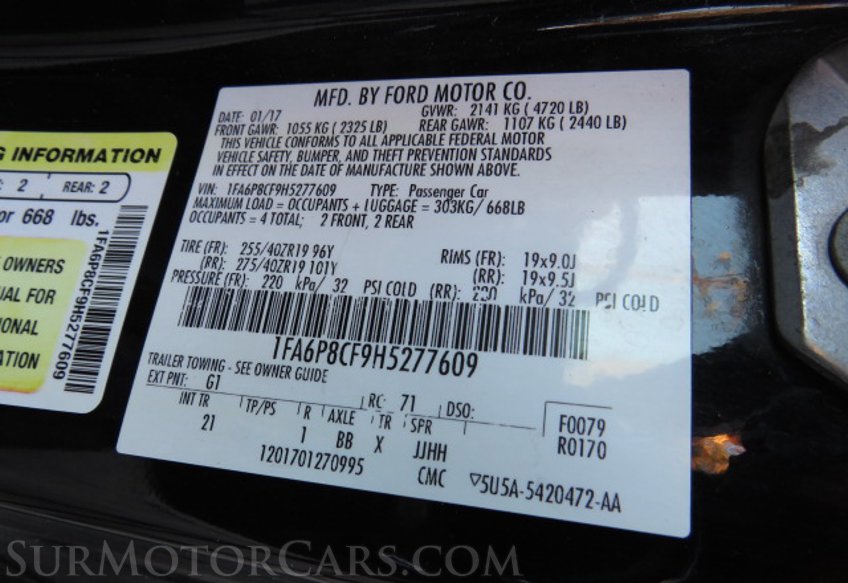 G INFORMATION
: 2 REAR: 2
or 668 lbs.
OWNERS
UAL FOR
IONAL
TION
1FA6P8CF9H5277609
MFD. BY FORD MOTOR CO.
DATE: 01/17 GVWR: 2141 KG ( 4720 LB)
FRONT GAWR: 1055 KG ( 2325 LB) REAR GAWR: 1107 KG ( 2440 LB)
THIS VEHICLE CONFORMS TO ALL APPLICABLE FEDERAL MOTOR
VEHICLE SAFETY, BUMPER, AND THEFT PREVENTION STANDARDS
IN EFFECT ON THE DATE OF MANUFACTURE SHOWN ABOVE.
VIN: 1FA6P8CF9H5277609 TYPE: Passenger Car
MAXIMUM LOAD = OCCUPANTS + LUGGAGE = 303KG/ 668LB
OCCUPANTS = 4 TOTAL; 2 FRONT, 2 REAR
TIRE (FR): 255/40ZR19 96Y RIMS (FR): 19x9.0J
(RR): 275/40ZR19 101Y (RR): 19x9.5J
PRESSURE (FR): 220 kPa/ 32 PSI COLD (RR): 220 kPa/ 32 PSI COLD
1FA6P8CF9H5277609
TRAILER TOWING - SEE OWNER GUIDE
EXT PNT: G1 RC: 71 DSO:
INT TR TP/PS R AXLE TR SPR F0079
21 1 BB X JJHH R0170
1201701270995 CMC 5U5A-5420472-AA
SURMOTORCARS.COM